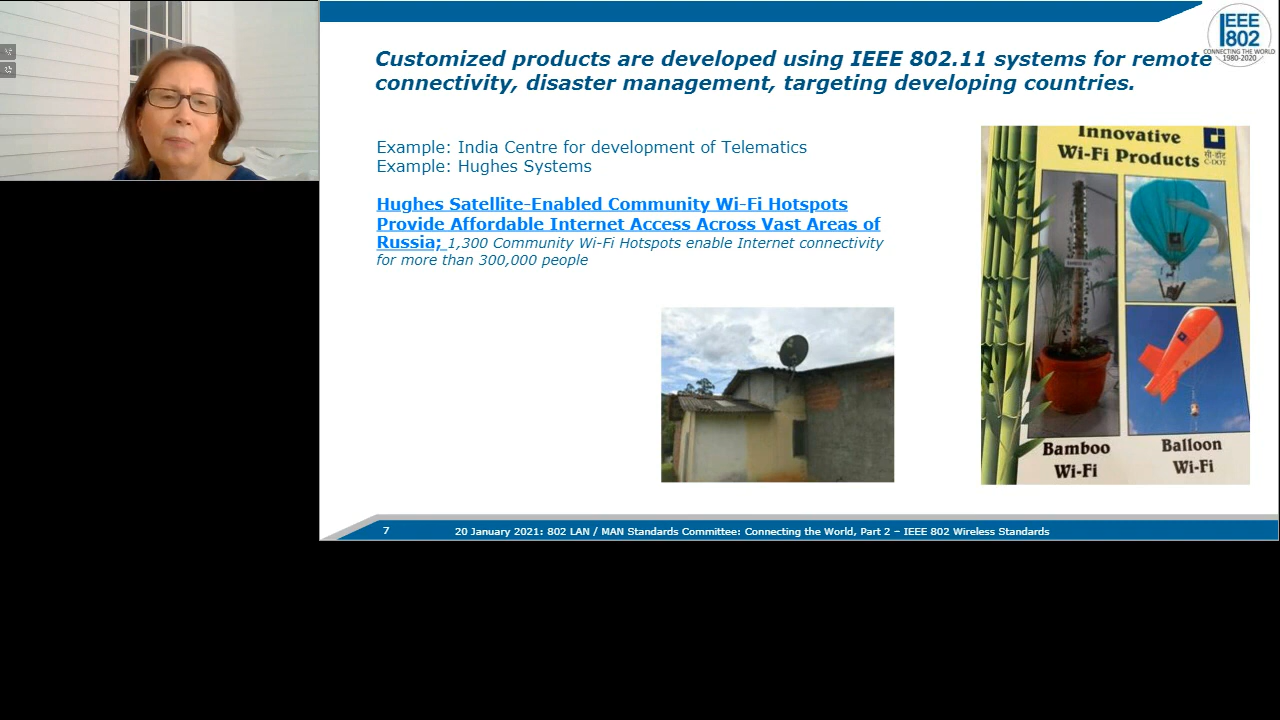 IEEE
802
CONNECTING THE WORLD
1980-2020
Customized products are developed using IEEE 802.11 systems for remote
connectivity, disaster management, targeting developing countries.
Example: India Centre for development of Telematics
Example: Hughes Systems
Hughes Satellite-Enabled Community Wi-Fi Hotspots
Provide Affordable Internet Access Across Vast Areas of
Russia; 1,300 Community Wi-Fi Hotspots enable Internet connectivity
for more than 300,000 people
Innovative
Wi-Fi Products
सी-डॉट
C-DOT
Bamboo
Wi-Fi
Balloon
Wi-Fi
7
20 January 2021: 802 LAN / MAN Standards Committee: Connecting the World, Part 2 – IEEE 802 Wireless Standards